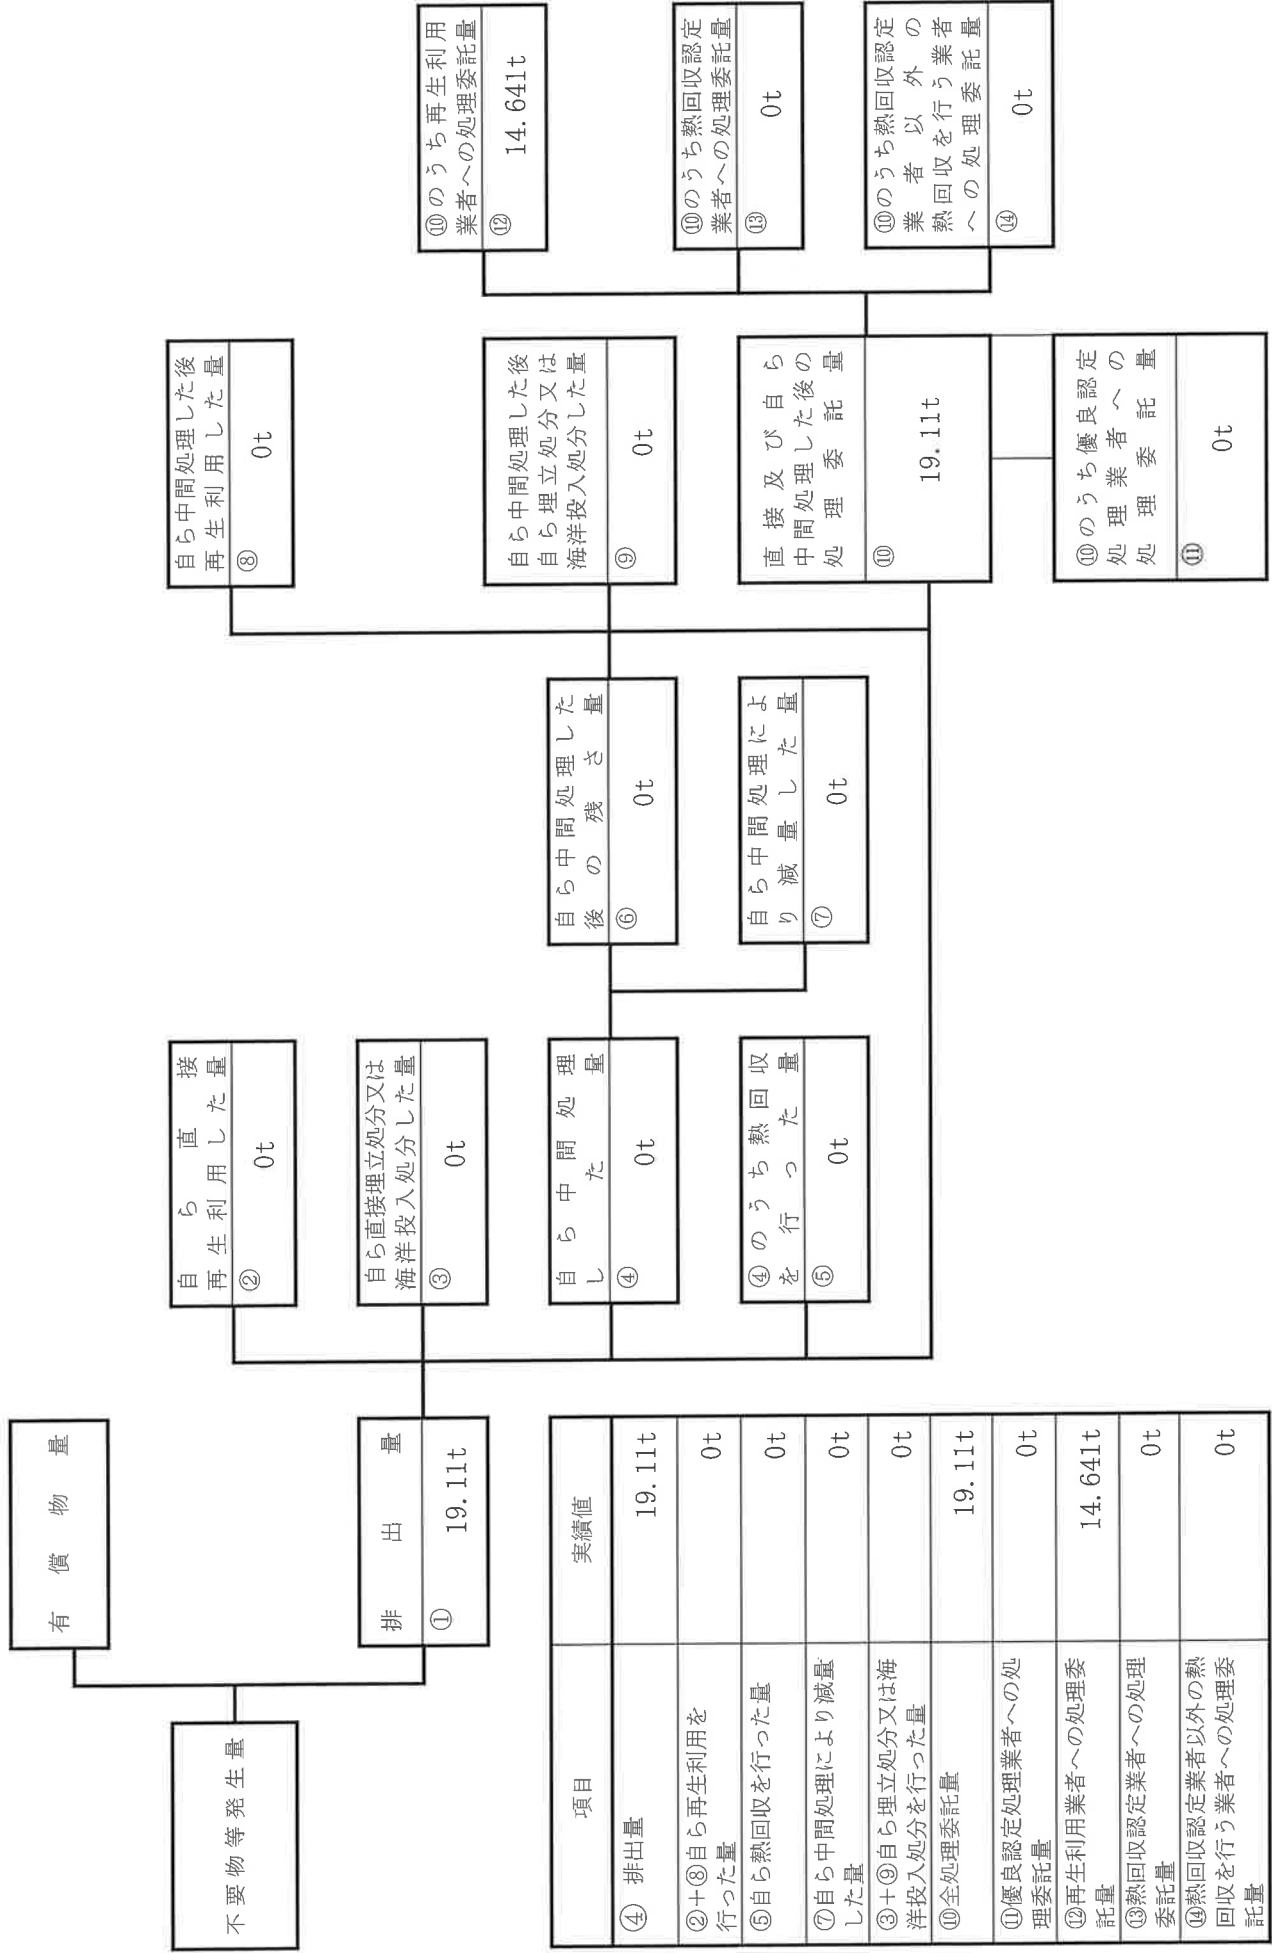 有償物量
不要物等発生量
排出量
① 19.11t
自ら直接
再生利用した量
② 0t
自ら直接埋立処分又は
海洋投入処分した量
③ 0t
自ら中間処理
した量
④ 0t
④のうち熱回収
を行った量
⑤ 0t
自ら中間処理した
後の残さ量
⑥ 0t
自ら中間処理によ
り減量した量
⑦ 0t
自ら中間処理した後
再生利用した量
⑧ 0t
自ら中間処理した後
自ら埋立処分又は
海洋投入処分した量
⑨ 0t
直接及び自ら
中間処理した後の
処理委託量
⑩ 19.11t
⑩のうち優良認定
処理業者への
処理委託量
⑪ 0t
⑩のうち再生利用
業者への処理委託量
⑫ 14.641t
⑩のうち熱回収認定
業者への処理委託量
⑬ 0t
⑩のうち熱回収認定
業者以外の
熱回収を行う業者
への処理委託量
⑭ 0t
項目 実績値
④ 排出量 19.11t
②+⑧自ら再生利用を
行った量 0t
⑤自ら熱回収を行った量 0t
⑦自ら中間処理により減量
した量 0t
③+⑨自ら埋立処分又は海
洋投入処分を行った量 0t
⑩全処理委託量 19.11t
⑪優良認定処理業者への処
理委託量 0t
⑫再生利用業者への処理委
託量 14.641t
⑬熱回収認定業者への処理
委託量 0t
⑭熱回収認定業者以外の熱
回収を行う業者への処理委
託量 0t